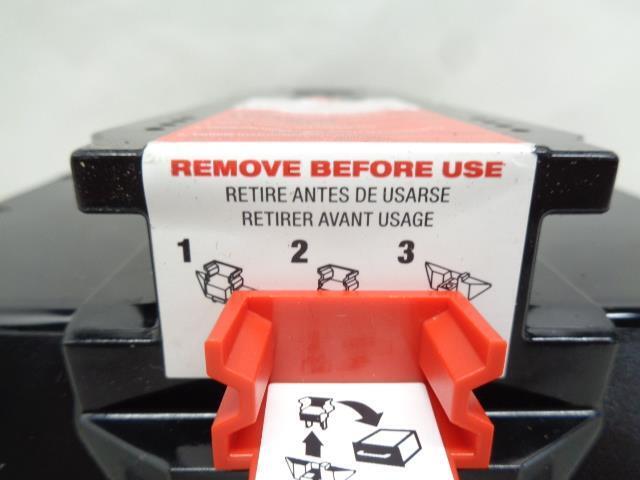 REMOVE BEFORE USE
RETIRE ANTES DE USARSE
RETIRER AVANT USAGE
1 2 3